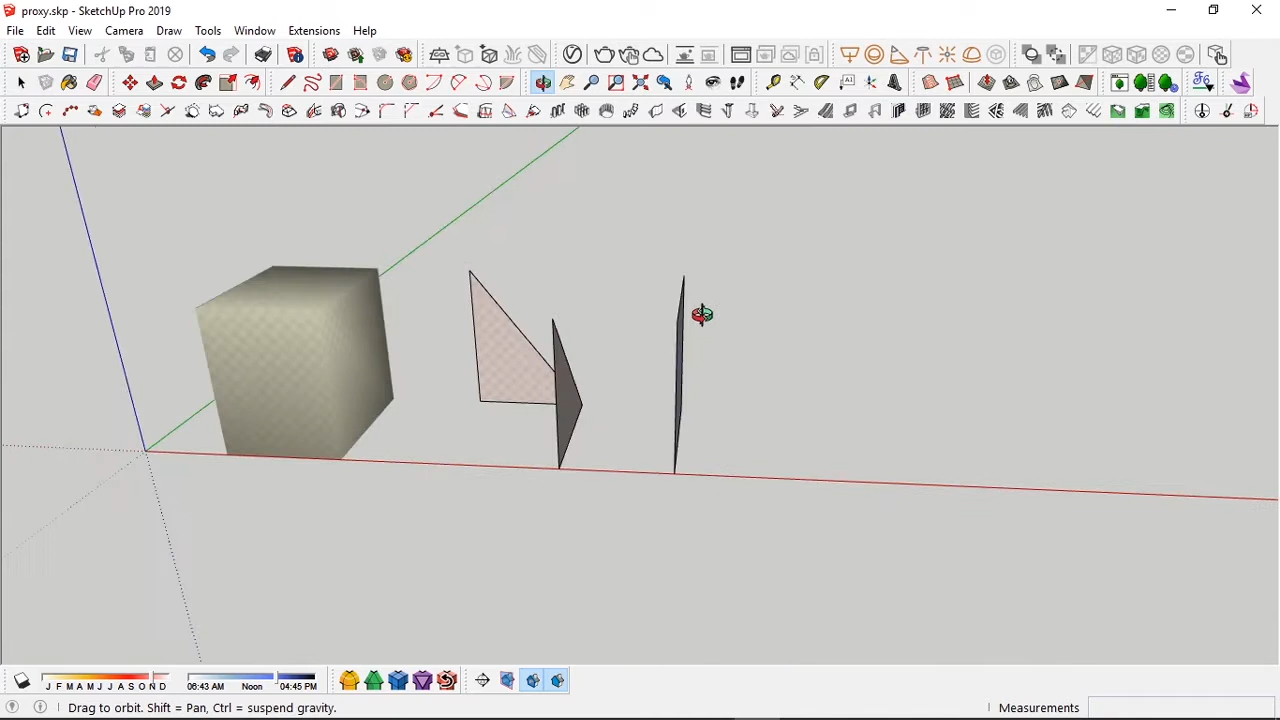 proxy.skp - SketchUp Pro 2019
File Edit View Camera Draw Tools Window Extensions Help
J F M A M J J A S O N D 06:43 AM Noon 04:45 PM
Drag to orbit. Shift = Pan, Ctrl = suspend gravity. Measurements